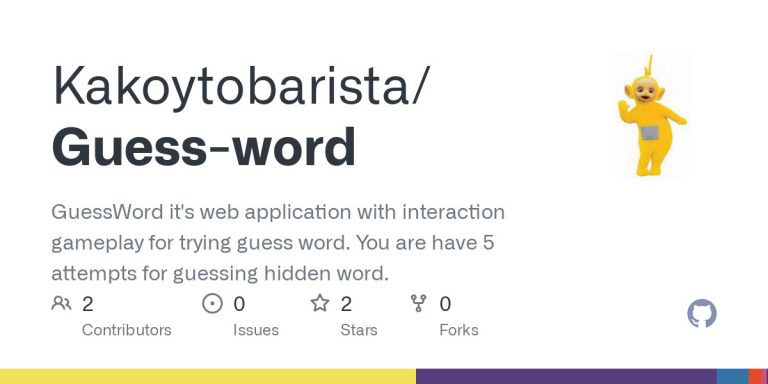 Kakoytobarista/
Guess-word
GuessWord it's web application with interaction
gameplay for trying guess word. You are have 5
attempts for guessing hidden word.
2 0 2 0
Contributors Issues Stars Forks